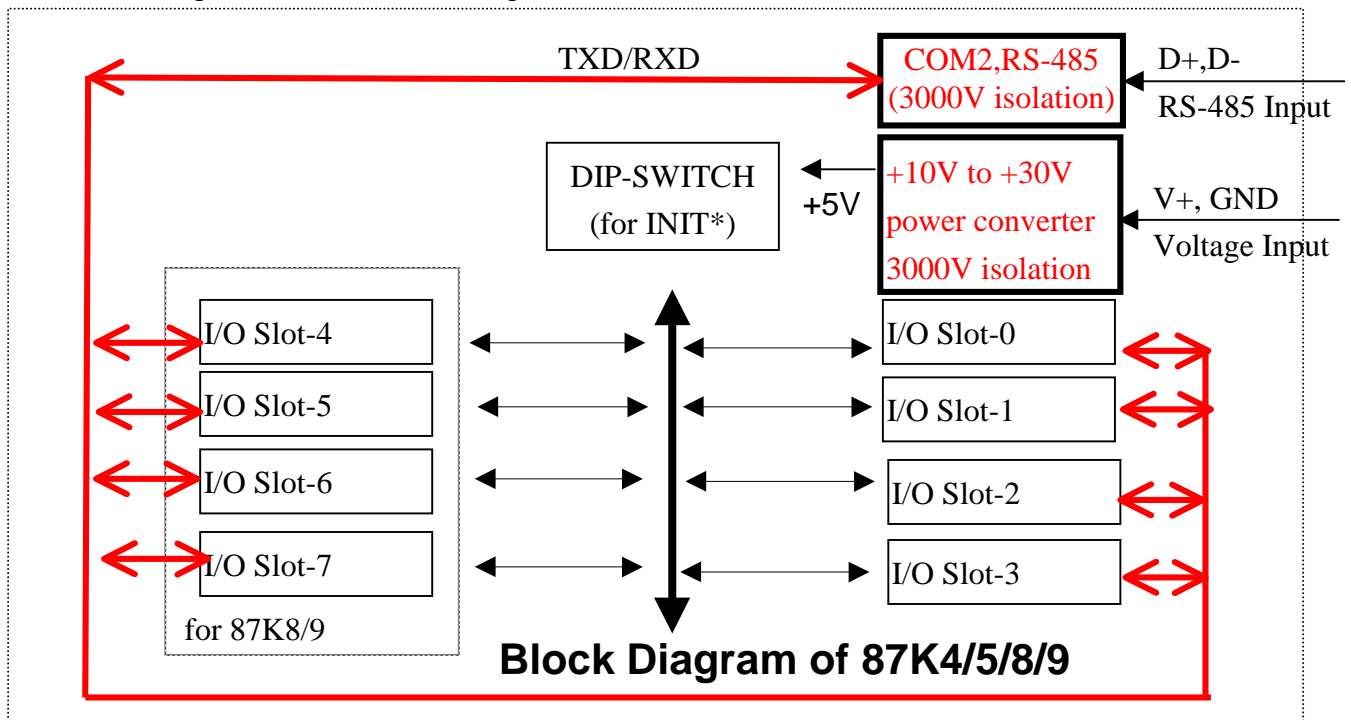 TXD/RXD
COM2,RS-485
(3000V isolation)
D+,D-
RS-485 Input
DIP-SWITCH
(for INIT*)
+5V
+10V to +30V
power converter
3000V isolation
V+, GND
Voltage Input
I/O Slot-4
I/O Slot-5
I/O Slot-6
I/O Slot-7
for 87K8/9
I/O Slot-0
I/O Slot-1
I/O Slot-2
I/O Slot-3
Block Diagram of 87K4/5/8/9